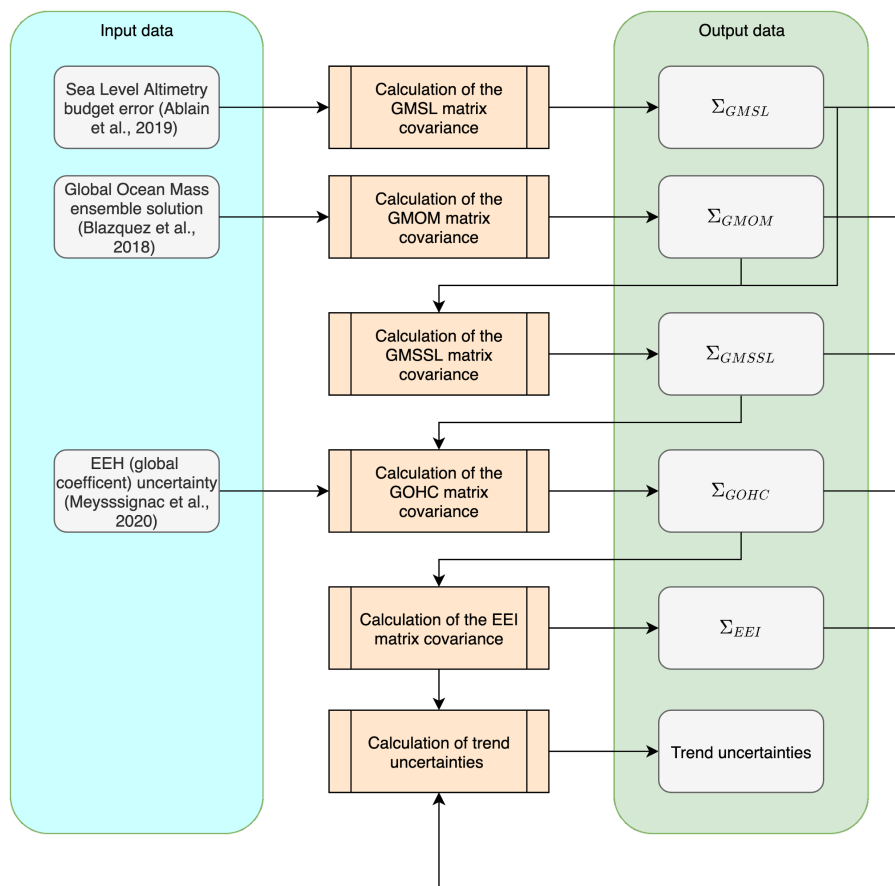 Input data
Output data
Sea Level Altimetry
budget error (Ablain
et al., 2019)
Calculation of the
GMSL matrix
covariance
Σ_GMSL
Global Ocean Mass
ensemble solution
(Blazquez et al.,
2018)
Calculation of the
GMOM matrix
covariance
Σ_GMOM
Calculation of the
GMSSL matrix
covariance
Σ_GMSSL
EEH (global
coefficent) uncertainty
(Meysssignac et al.,
2020)
Calculation of the
GOHC matrix
covariance
Σ_GOHC
Calculation of the EEI
matrix covariance
Σ_EEI
Calculation of trend
uncertainties
Trend uncertainties